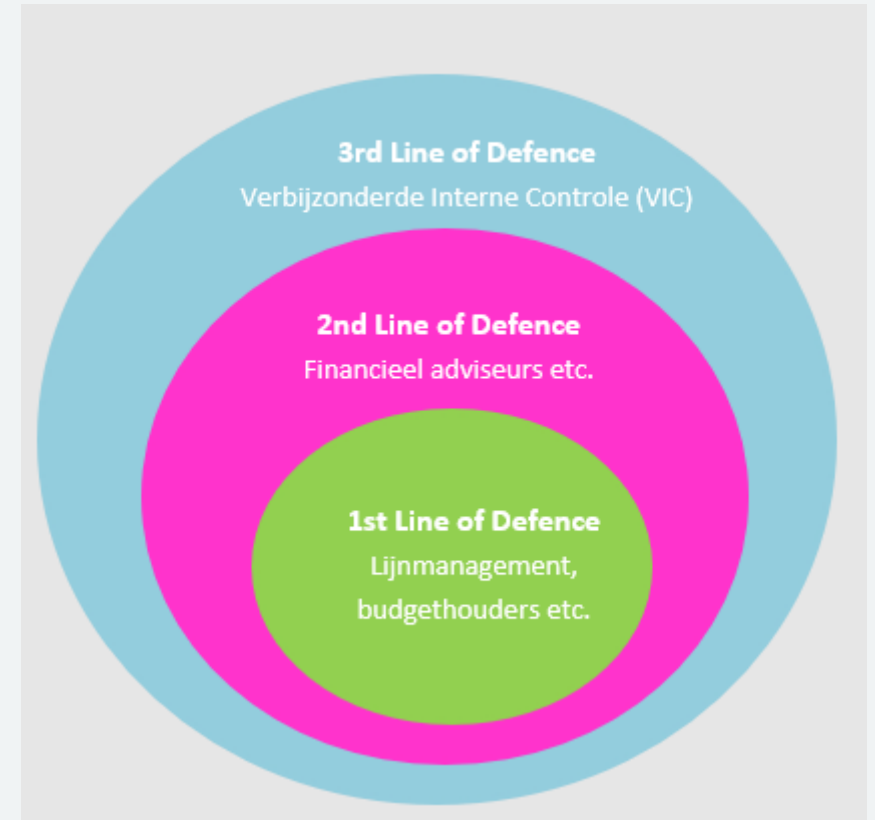 3rd Line of Defence
Verbijzonderde Interne Controle (VIC)
2nd Line of Defence
Financieel adviseurs etc.
1st Line of Defence
Lijnmanagement,
budgethouders etc.